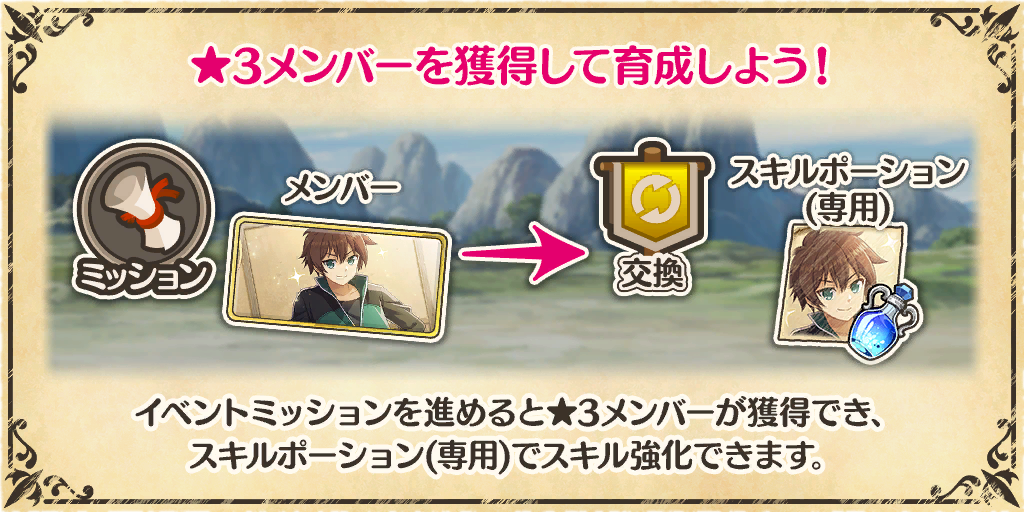 ★3メンバーを獲得して育成しよう！
メンバー
ミッション
交換
スキルポーション
(専用)
イベントミッションを進めると★3メンバーが獲得でき、
スキルポーション(専用)でスキル強化できます。